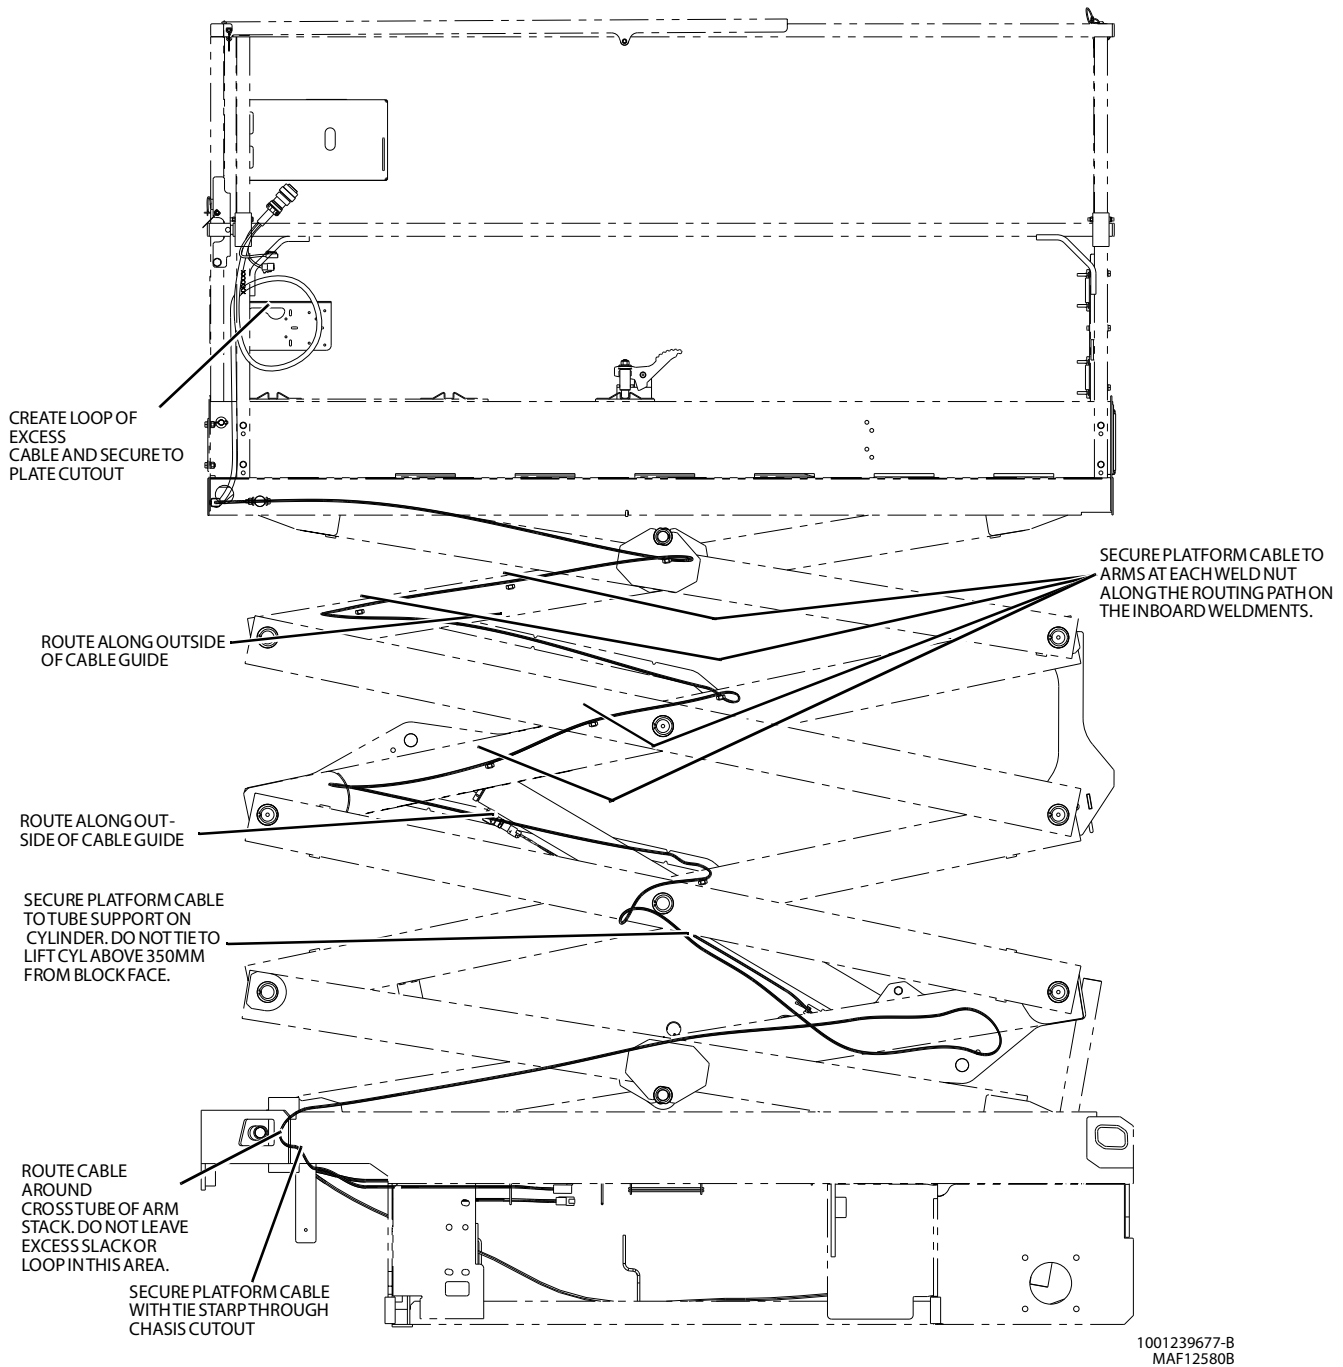 CREATE LOOP OF
EXCESS
CABLE AND SECURE TO
PLATE CUTOUT
SECURE PLATFORM CABLE TO
ARMS AT EACH WELD NUT
ALONG THE ROUTING PATH ON
THE INBOARD WELDMENTS.
ROUTE ALONG OUTSIDE
OF CABLE GUIDE
ROUTE ALONG OUT-
SIDE OF CABLE GUIDE
SECURE PLATFORM CABLE
TO TUBE SUPPORT ON
CYLINDER. DO NOT TIE TO
LIFT CYL ABOVE 350MM
FROM BLOCK FACE.
ROUTE CABLE
AROUND
CROSS TUBE OF ARM
STACK. DO NOT LEAVE
EXCESS SLACK OR
LOOP IN THIS AREA.
SECURE PLATFORM CABLE
WITH TIE STARP THROUGH
CHASIS CUTOUT
1001239677-B
MAF12580B